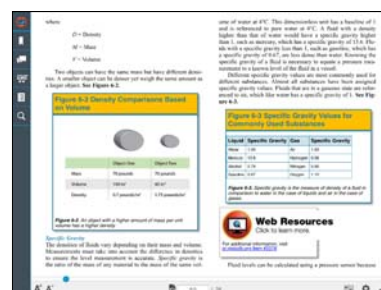 where
D = Density
M = Mass
V = Volume
Two objects can have the same mass but have different densi-
ties. A smaller object can be denser yet weigh the same amount as
a larger object. See Figure 6-2.
Figure 6-2 Density Comparisons Based
on Volume
Object One
Object Two
Mass
Volume
Density
Figure 6-2. An object with a higher amount of mass per unit
volume has a higher density
Specific Gravity
The densities of fluids vary depending on their mass and volume.
Measurements must take into account the difference in densities
to ensure the level measurement is accurate. Specific gravity is
the ratio of the mass of any material to the mass of the same vol-
ume of water at 4°C. This dimensionless unit has a baseline of 1
and is referenced to pure water at 4°C. A fluid with a density
higher than that of water would have a specific gravity higher
than 1, such as mercury, which has a specific gravity of 13.6. Flu-
ids with a specific gravity less than 1, such as gasoline, which has
a specific gravity of 0.67, are less dense than water. Knowing the
specific gravity of a fluid is necessary to equate a pressure mea-
surement to a known level of the fluid in a vessel.
Different specific gravity values are most commonly used for
different substances. Almost all substances have been assigned
specific gravity values. Fluids that are in a gaseous state are refer-
enced to air, which like water has a specific gravity of 1. See Fig-
ure 6-3.
Figure 6-3 Specific Gravity Values for
Commonly Used Substances
Liquid Specific Gravity Gas Specific Gravity
Water 1.00 Air 1.00
Mercury 13.6 Hydrogen
Alcohol Nitrogen
Gasoline 0.67 Oxygen
Figure 6-3. Specific gravity is the measure of density of a fluid in
comparison to water in the case of liquids and air in the case of
gases.
Web Resources
Click to learn more.
For additional information, visit
Fluid levels can be calculated using a pressure sensor because